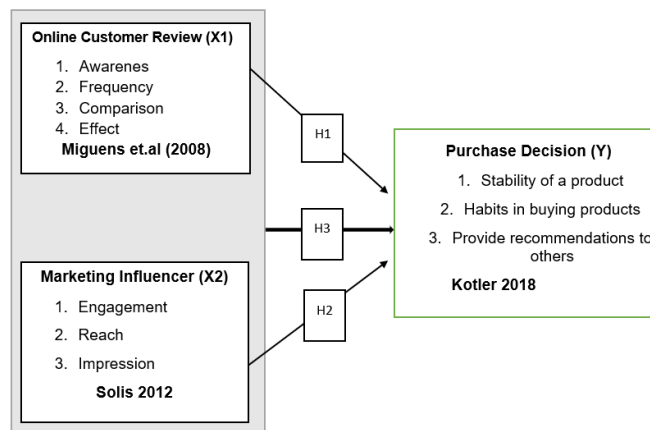 Online Customer Review (X1)
1. Awarenes
2. Frequency
3. Comparison
4. Effect
Miguens et.al (2008)
H1
Purchase Decision (Y)
1. Stability of a product
2. Habits in buying products
3. Provide recommendations to
others
Kotler 2018
H3
Marketing Influencer (X2)
1. Engagement
2. Reach
3. Impression
Solis 2012
H2